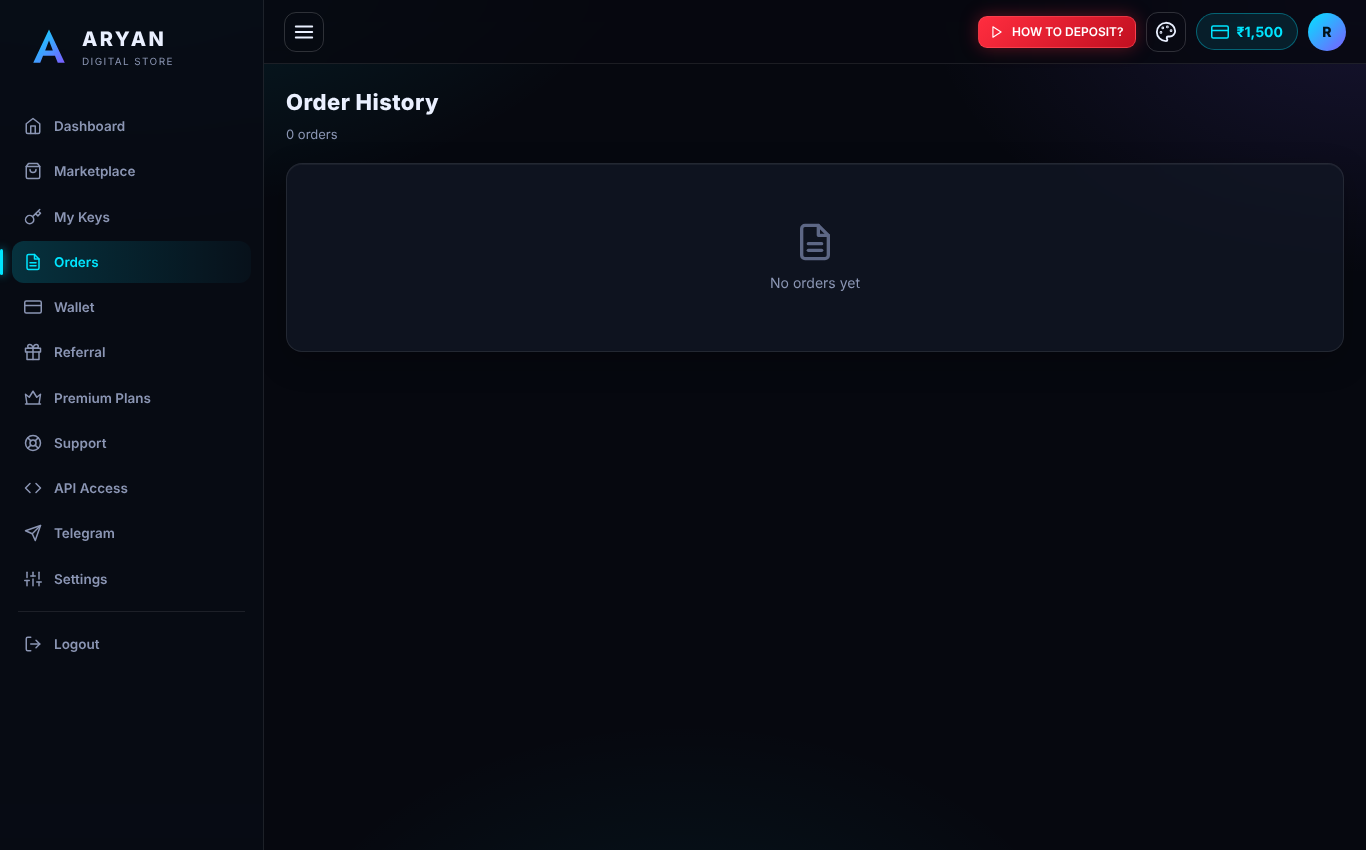 ARYAN
DIGITAL STORE
HOW TO DEPOSIT?
₹1,500
R
Dashboard
Marketplace
My Keys
Orders
Wallet
Referral
Premium Plans
Support
API Access
Telegram
Settings
Logout
Order History
0 orders
No orders yet